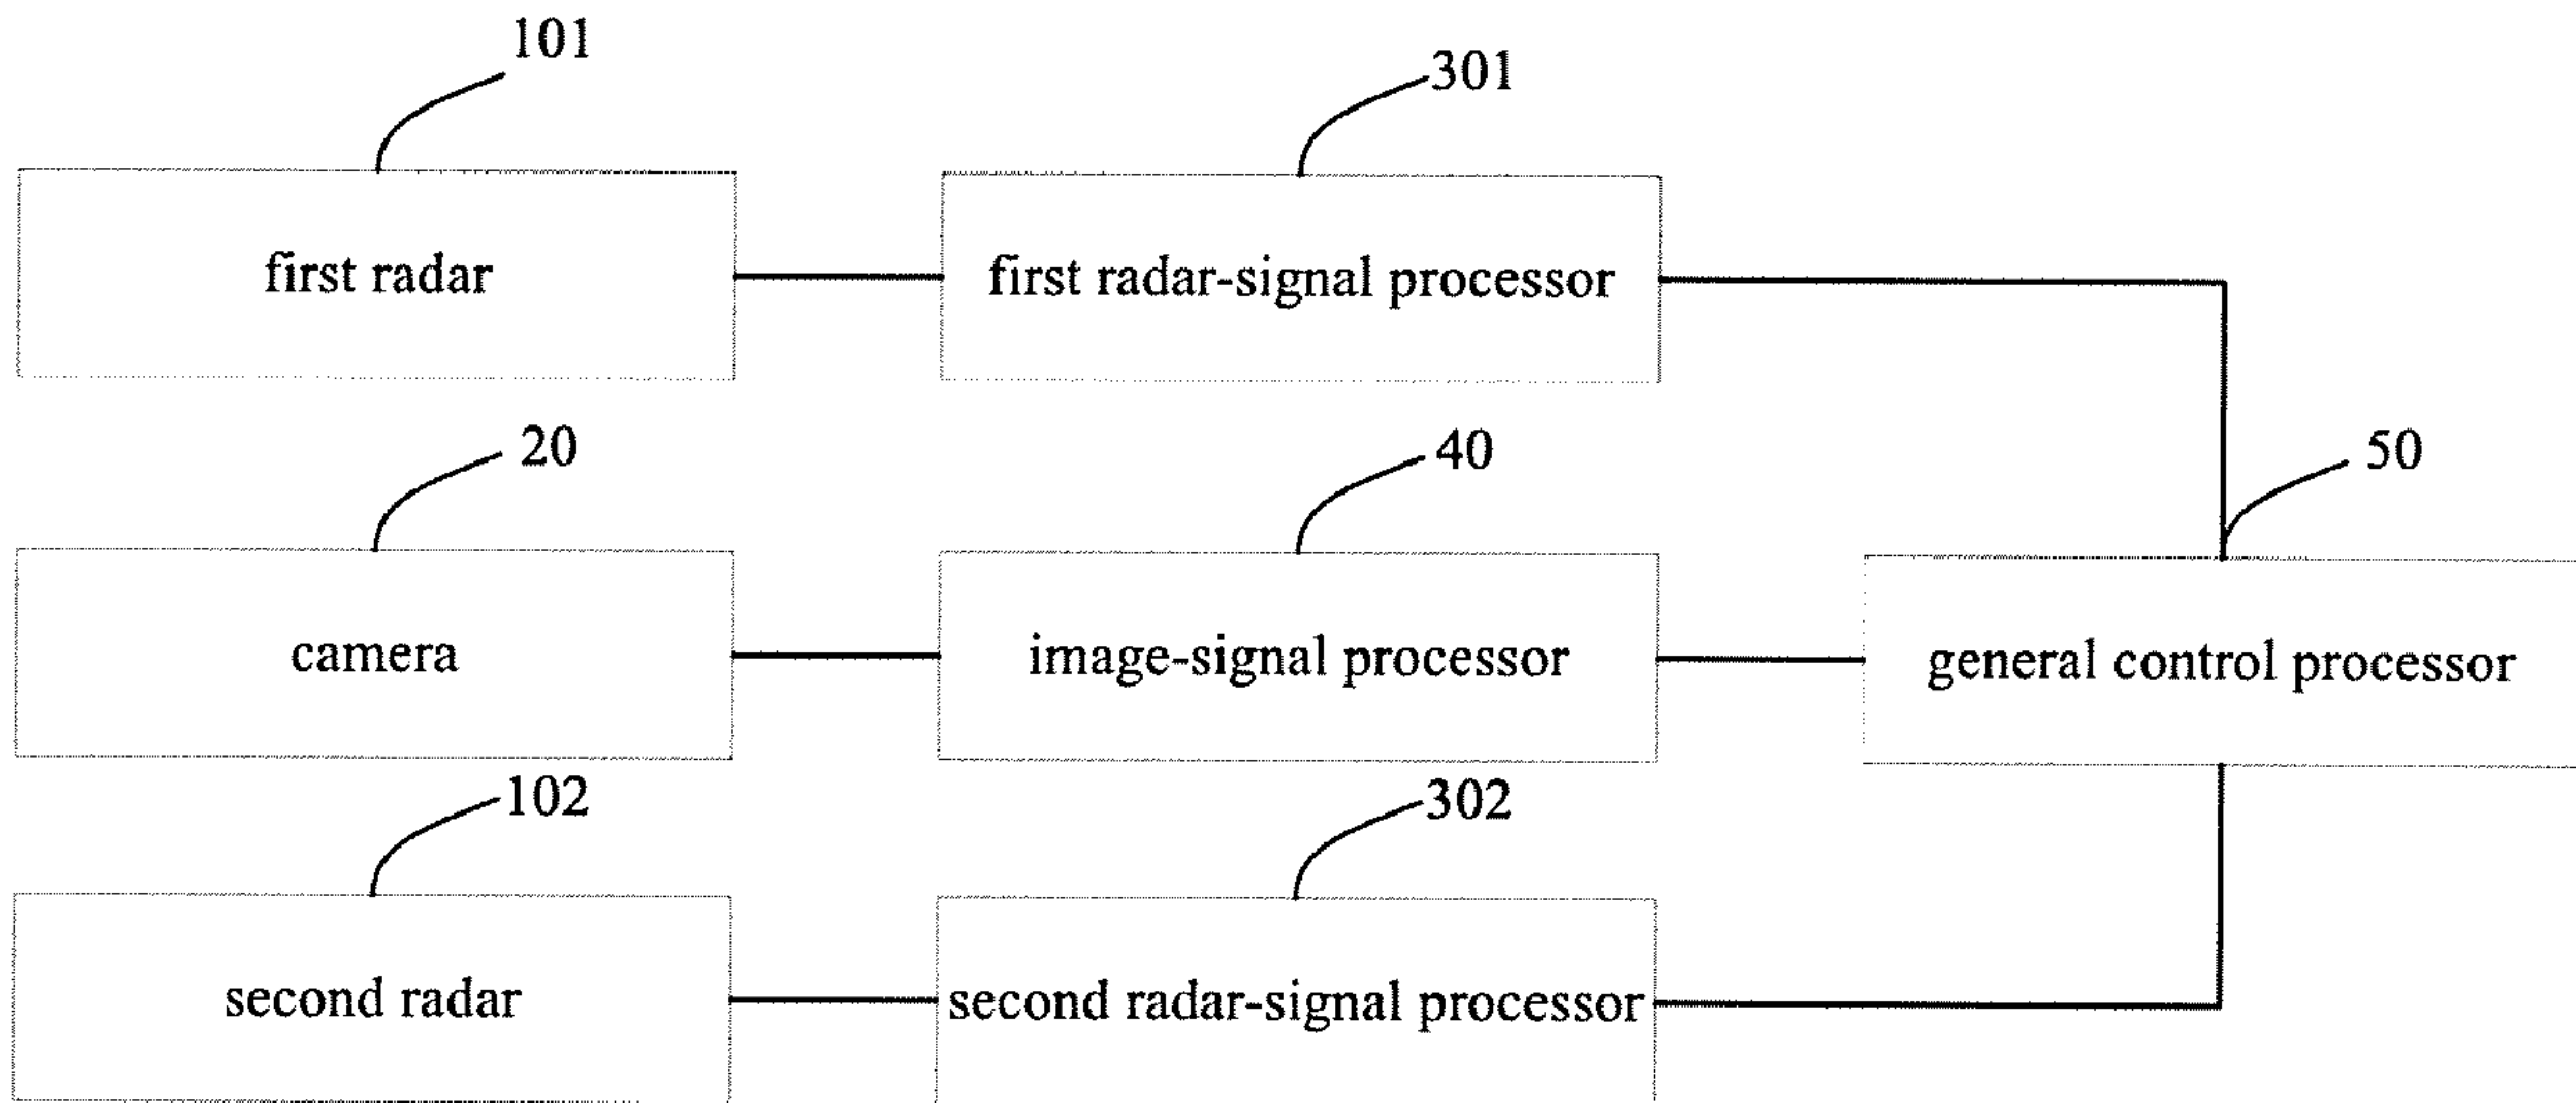 101
301
first radar
first radar-signal processor
20
40
50
camera
image-signal processor
general control processor
102
302
second radar
second radar-signal processor